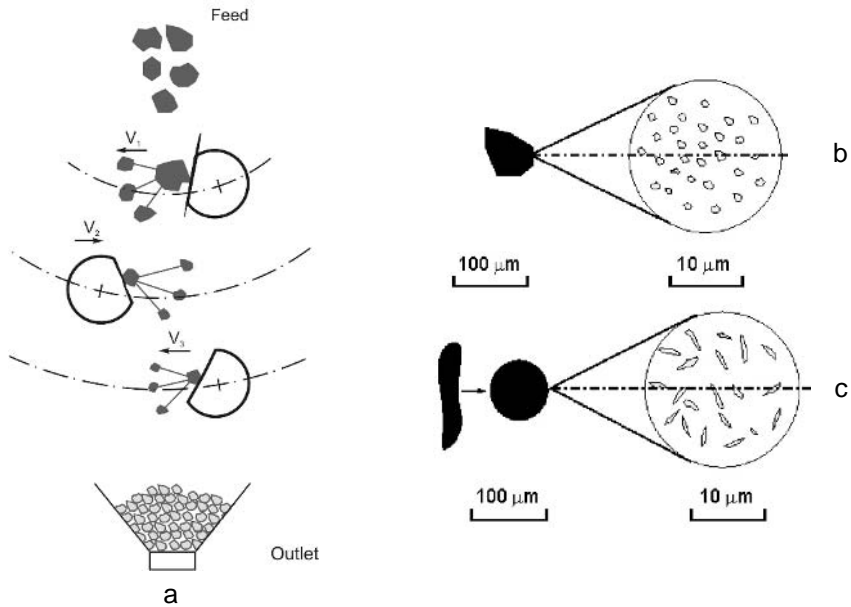 Feed
V₁
V₂
V₃
Outlet
a
b
100 μm
10 μm
c
100 μm
10 μm